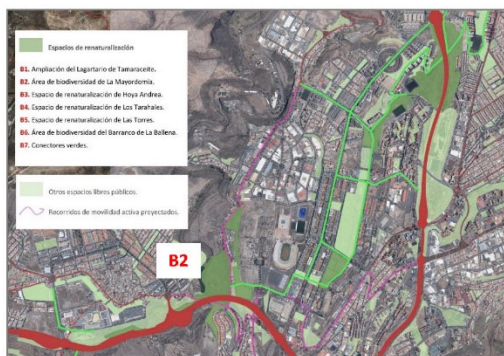 Espacios de renaturalización
B1. Ampliación del Lagartario de Tamaraceite.
B2. Área de biodiversidad de La Mayordomía.
B3. Espacio de renaturalización de Hoya Andrea.
B4. Espacio de renaturalización de Los Tarahales.
B5. Espacio de renaturalización de Las Torres.
B6. Área de biodiversidad del Barranco de La Ballena.
B7. Conectores verdes.
Otros espacios libres públicos.
Recorridos de movilidad activa proyectados.
B2